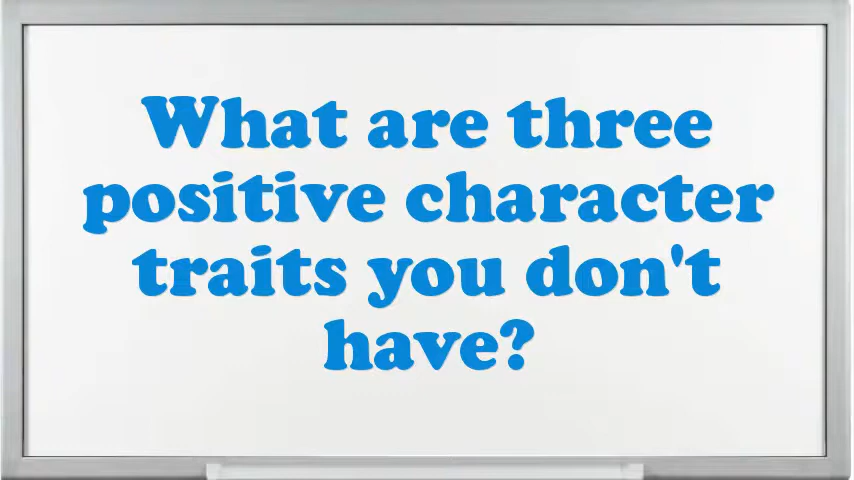 What are three
positive character
traits you don't
have?